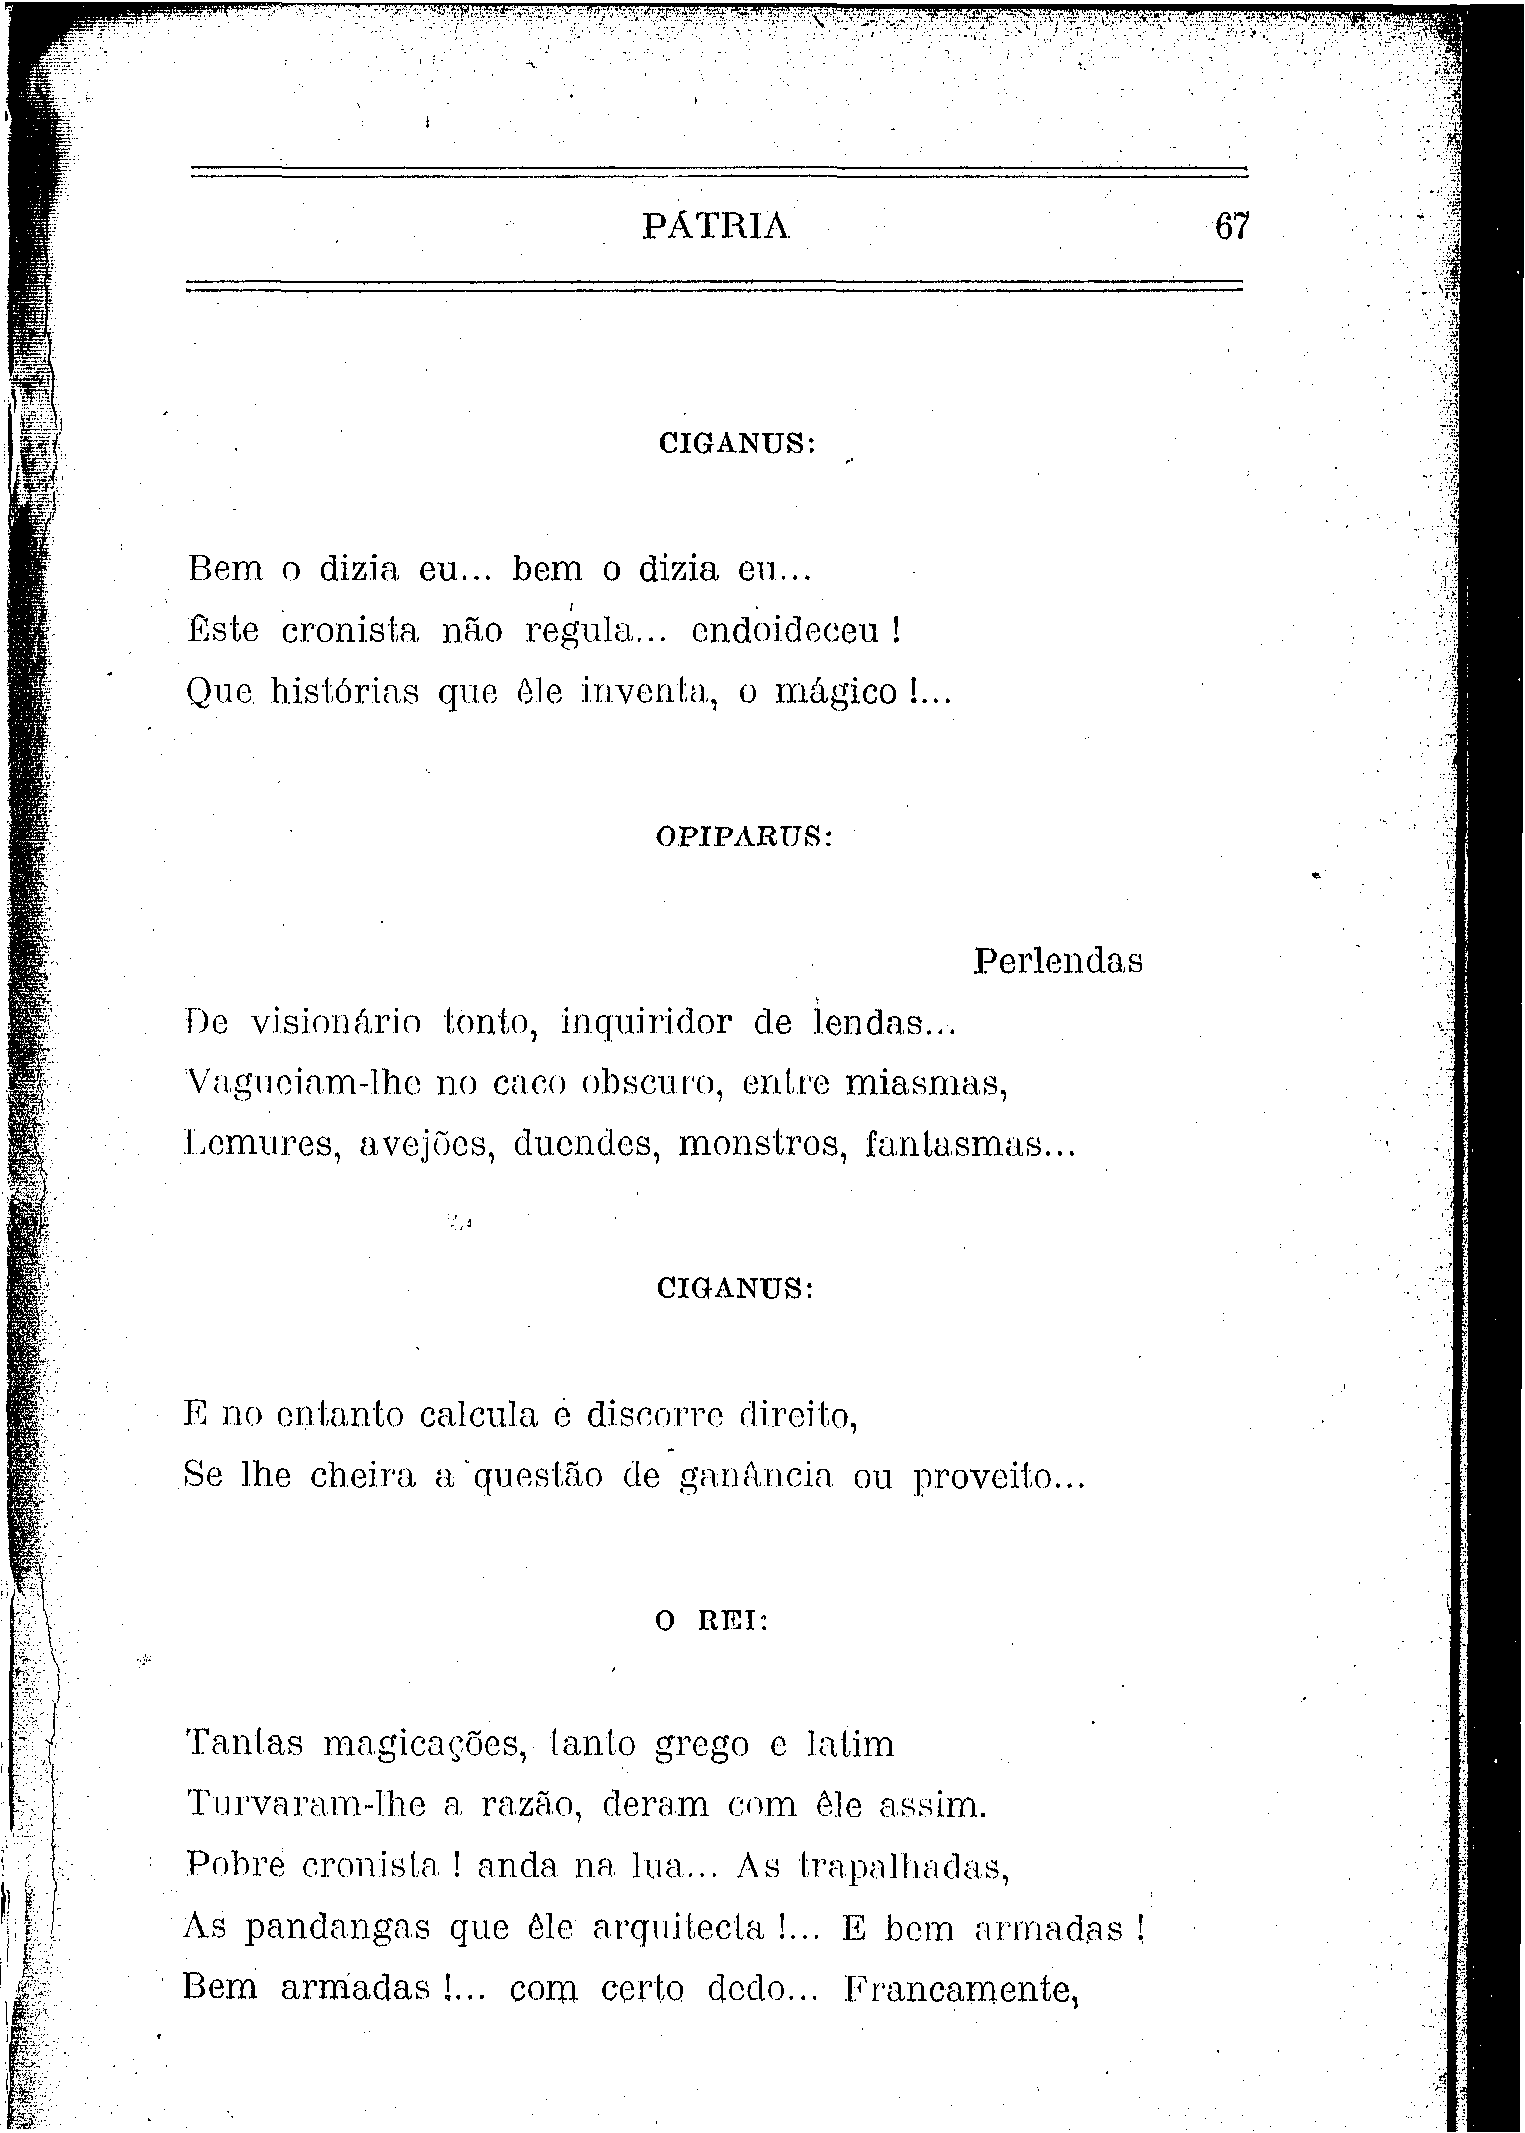 PÁTRIA 67
CIGANUS:
Bem o dizia eu... bem o dizia eu...
Êste cronista não regula... endoideceu !
Que histórias que êle inventa, o mágico !...
OPIPARUS:
Perlendas
De visionário tonto, inquiridor de lendas...
Vagueiam-lhe no caco obscuro, entre miasmas,
Lemures, avejões, duendes, monstros, fantasmas...
CIGANUS:
E no entanto calcula e discorre direito,
Se lhe cheira a questão de ganância ou proveito...
O REI:
Tantas magicações, tanto grego e latim
Turvaram-lhe a razão, deram com êle assim.
Pobre cronista ! anda na lua... As trapalhadas,
As pandangas que êle arquitecta !... E bem armadas !
Bem armadas !... com certo dedo... Francamente,